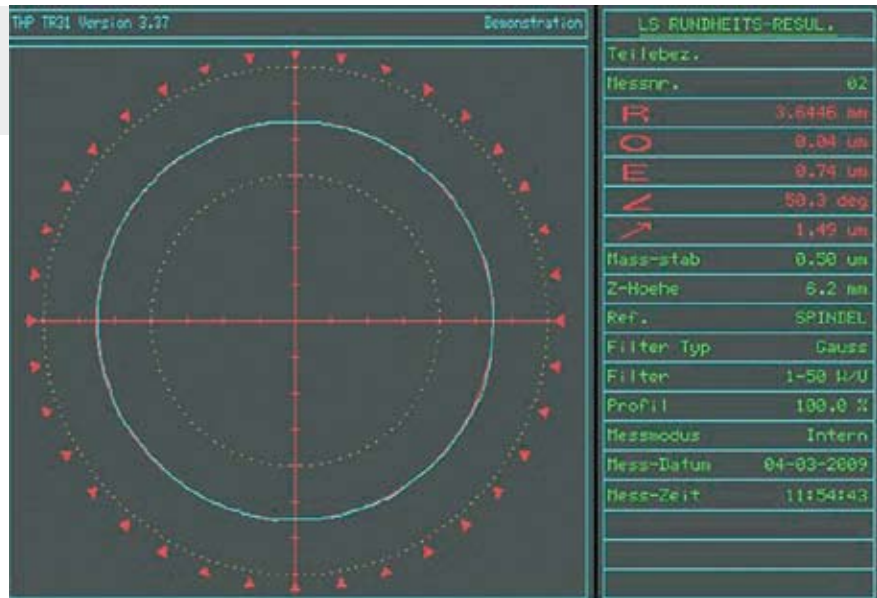 THP TR31 Version 3.37 Demonstration
LS RUNDHEITS-RESUL.
Teilebez.
Messnr. 02
R 3.6446 mm
O 0.04 um
E 0.74 um
50.3 deg
1.49 um
Mass-stab 0.50 um
Z-Hoehe 6.2 mm
Ref. SPINDEL
Filter Typ Gauss
Filter 1-50 W/U
Profil 100.0 %
Messmodus Intern
Mess-Datum 04-03-2009
Mess-Zeit 11:54:43